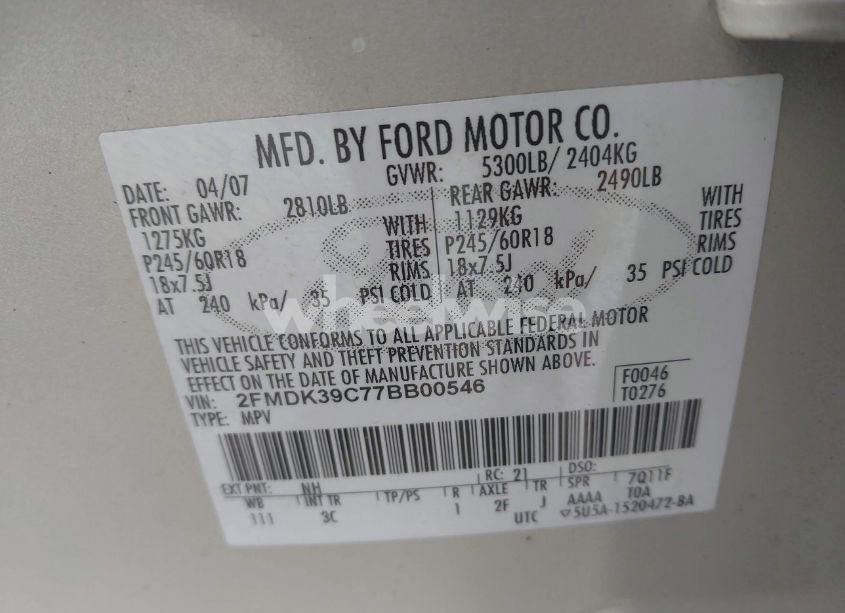 MFD. BY FORD MOTOR CO.
DATE: 04/07 GVWR: 5300LB/ 2404KG
FRONT GAWR: 2810LB REAR GAWR: 2490LB
1275KG WITH 1129KG WITH
P245/60R18 TIRES P245/60R18 TIRES
18x7.5J RIMS 18x7.5J RIMS
AT 240 kPa/ 35 PSI COLD AT 240 kPa/ 35 PSI COLD
wheelwise
THIS VEHICLE CONFORMS TO ALL APPLICABLE FEDERAL MOTOR
VEHICLE SAFETY AND THEFT PREVENTION STANDARDS IN
EFFECT ON THE DATE OF MANUFACTURE SHOWN ABOVE.
VIN: 2FMDK39C77BB00546 F0046
TYPE: MPV T0276
EXT PNT: NH RC: 21 DSO:
WB INT TR TP/PS R AXLE TR SPR 7Q11F
111 3C 1 2F J AAAA T0A
UTC ▽5U5A-1520472-BA